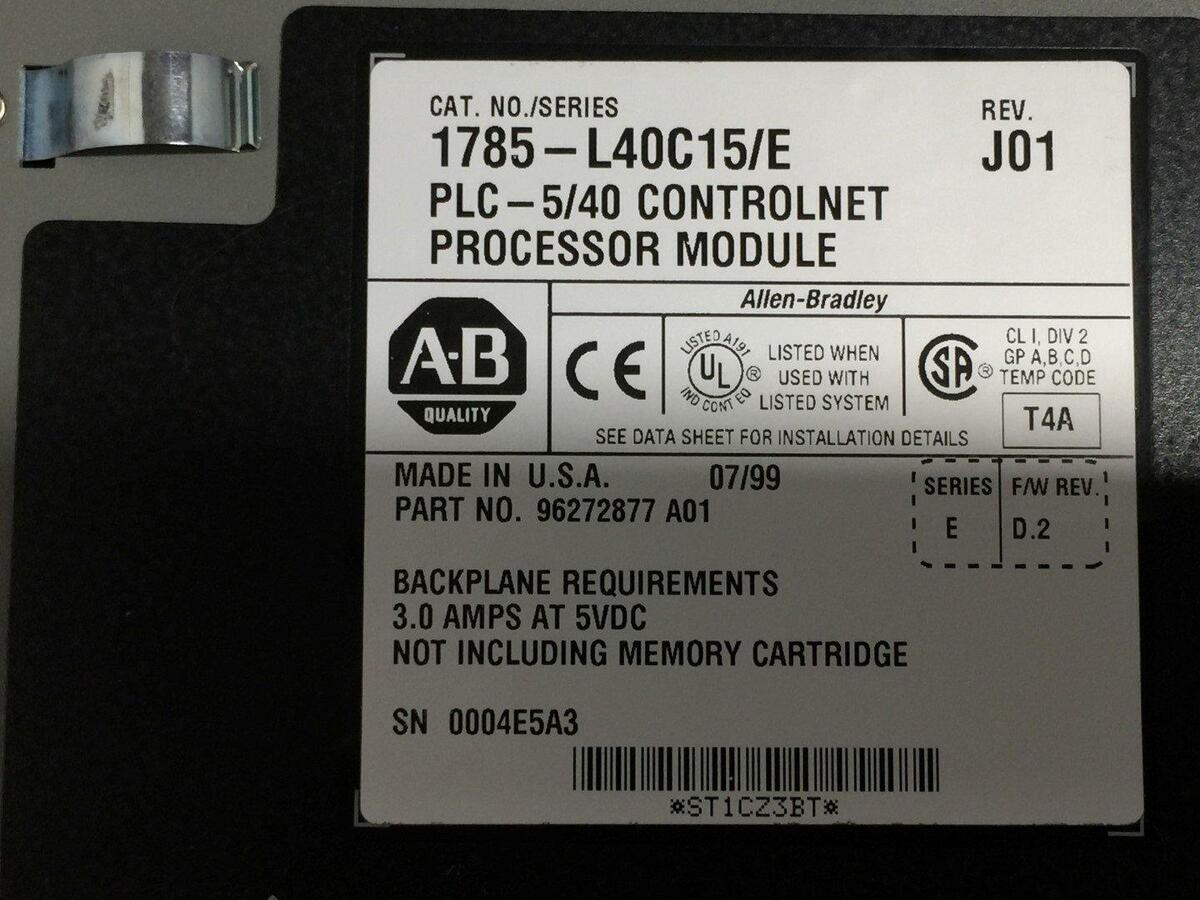 CAT. NO./SERIES
1785-L40C15/E
PLC-5/40 CONTROLNET
PROCESSOR MODULE
REV.
J01
A-B
QUALITY
Allen-Bradley
CE
LISTED A191
UL
®
IND CONT EQ
LISTED WHEN
USED WITH
LISTED SYSTEM
SA
®
CL I, DIV 2
GP A,B,C,D
TEMP CODE
T4A
SEE DATA SHEET FOR INSTALLATION DETAILS
MADE IN U.S.A. 07/99
PART NO. 96272877 A01
SERIES F/W REV.
E D.2
BACKPLANE REQUIREMENTS
3.0 AMPS AT 5VDC
NOT INCLUDING MEMORY CARTRIDGE
SN 0004E5A3
*ST1CZ3BT*